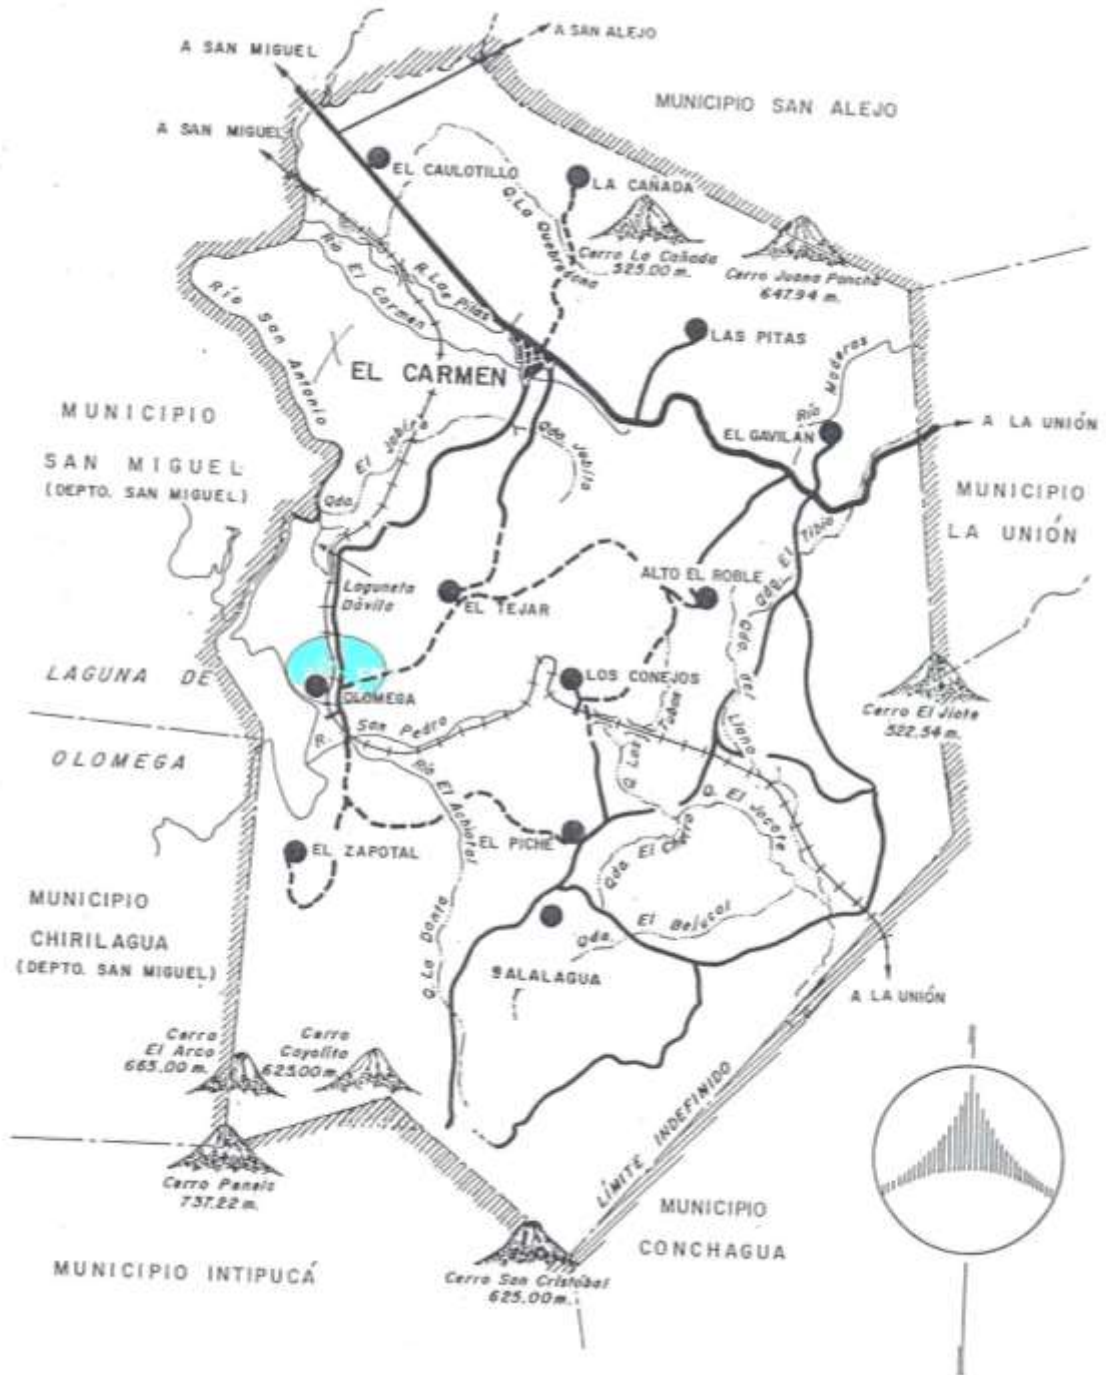 A SAN MIGUEL
A SAN ALEJO
MUNICIPIO SAN ALEJO
A SAN MIGUEL
EL CAULOTILLO
LA CAÑADA
Q. La Quebradona
Cerro La Cañada
525.00 m.
Cerro Juana Pancha
647.94 m.
Río El Carmen
R. Las Pitas
Río San Antonio
LAS PITAS
EL CARMEN
Río Maderas
MUNICIPIO
SAN MIGUEL
(DEPTO. SAN MIGUEL)
Qda. El Jobito
Qda. Jobito
EL GAVILAN
A LA UNIÓN
MUNICIPIO
LA UNIÓN
Qda. El Tibio
Laguneta
Dávila
EL TEJAR
ALTO EL ROBLE
Qda. del Llano
LAGUNA DE
OLOMEGA
OLOMEGA
LOS CONEJOS
R. San Pedro
Q. Los Tubos
Cerro El Jiote
522.54 m.
Río El Achiotal
Q. El Jocote
EL ZAPOTAL
EL PICHE
Qda. El Chorro
MUNICIPIO
CHIRILAGUA
(DEPTO. SAN MIGUEL)
Q. La Danta
Qda. El Bejucal
SALALAGUA
A LA UNIÓN
Cerro
El Arco
665.00 m.
Cerro
Coyolito
625.00 m.
LÍMITE INDEFINIDO
Cerro Panela
737.22 m.
MUNICIPIO
CONCHAGUA
MUNICIPIO INTIPUCÁ
Cerro San Cristóbal
625.00 m.